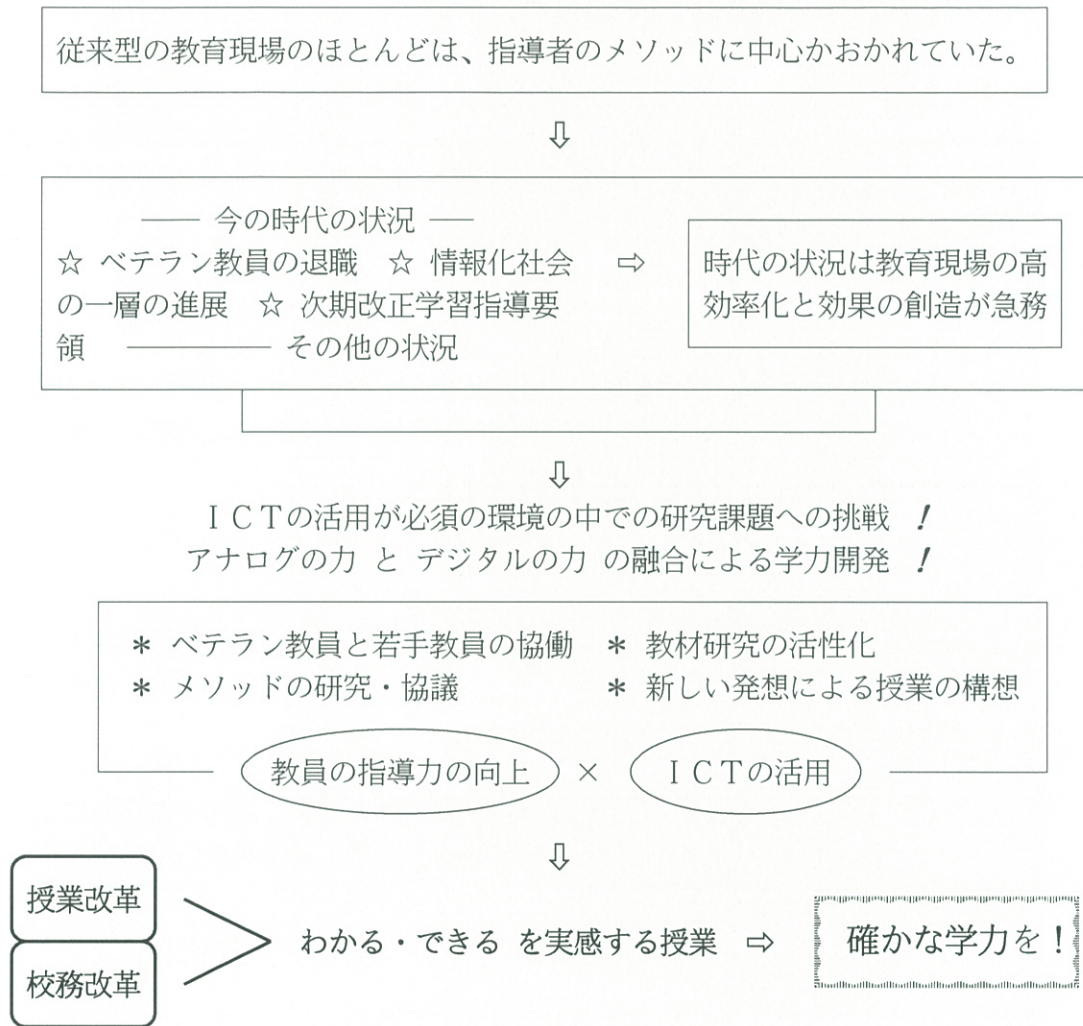 従来型の教育現場のほとんどは、指導者のメソッドに中心かおかれていた。
⇩
―― 今の時代の状況 ――
☆ ベテラン教員の退職 ☆ 情報化社会
の一層の進展 ☆ 次期改正学習指導要
領 ―――――― その他の状況
⇨
時代の状況は教育現場の高
効率化と効果の創造が急務
⇩
ＩＣＴの活用が必須の環境の中での研究課題への挑戦 ！
アナログの力 と デジタルの力 の融合による学力開発 ！
＊ ベテラン教員と若手教員の協働 ＊ 教材研究の活性化
＊ メソッドの研究・協議 ＊ 新しい発想による授業の構想
教員の指導力の向上 × ＩＣＴの活用
⇩
授業改革
校務改革
わかる・できる を実感する授業 ⇨ 確かな学力を！